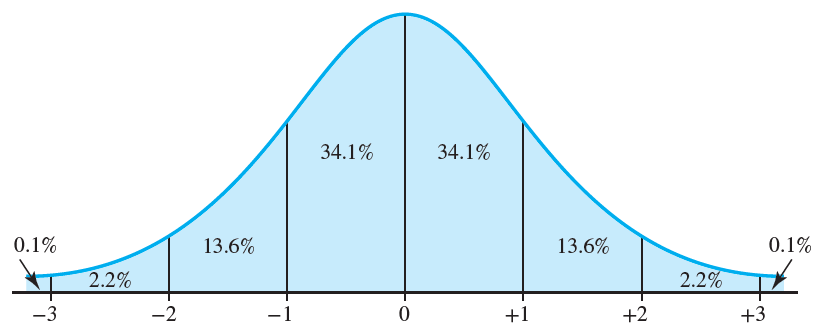 34.1% 34.1%
0.1% 13.6% 13.6% 0.1%
2.2% 2.2%
−3 −2 −1 0 +1 +2 +3